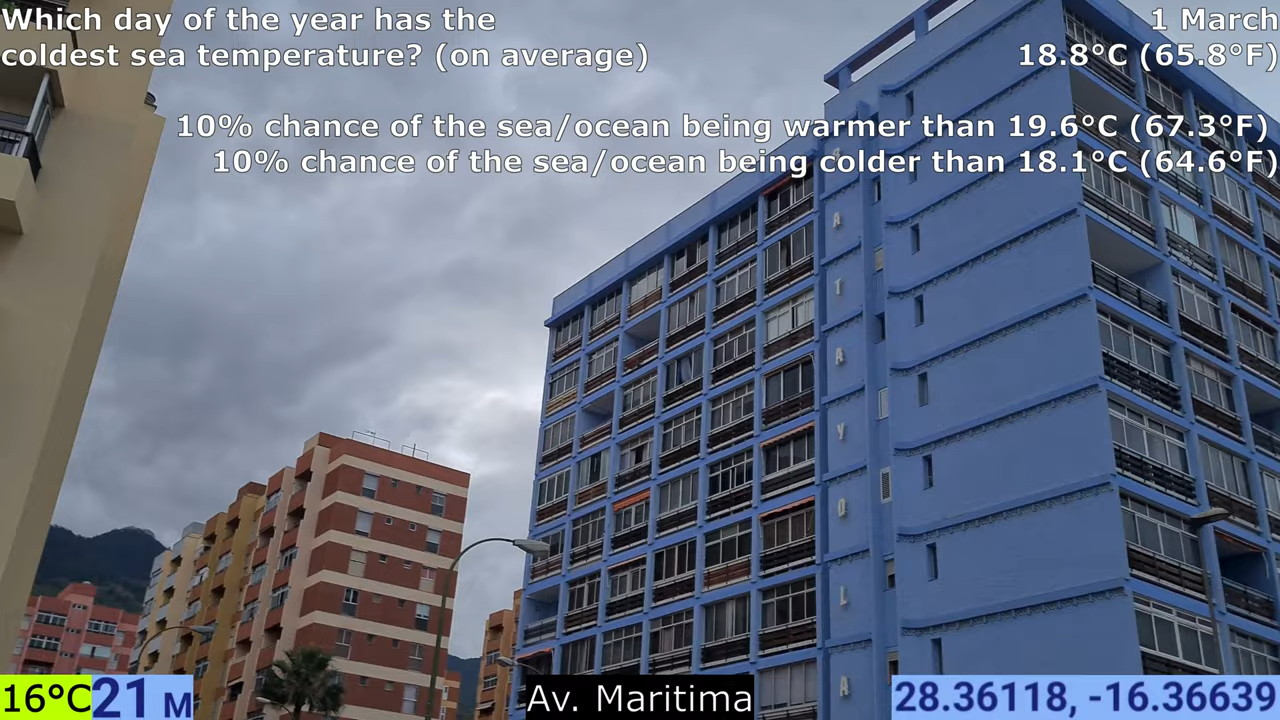 Which day of the year has the
coldest sea temperature? (on average)
1 March
18.8°C (65.8°F)
10% chance of the sea/ocean being warmer than 19.6°C (67.3°F)
10% chance of the sea/ocean being colder than 18.1°C (64.6°F)
B
A
T
A
Y
O
L
A
16°C 21 M
Av. Maritima
28.36118, -16.36639